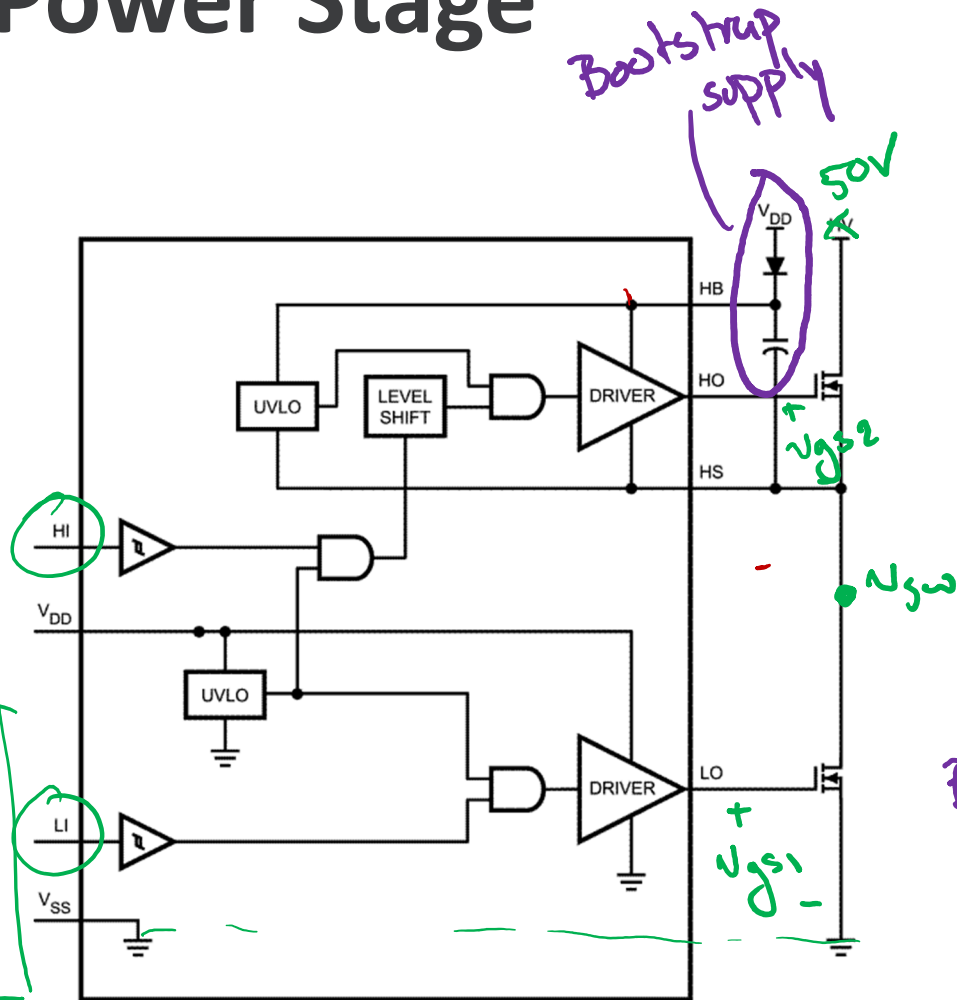 Power Stage
Bootstrap
supply
50V
VDD
HB
HO
UVLO
LEVEL
SHIFT
DRIVER
+
Vgs2
HS
HI
-
Vsw
VDD
UVLO
LO
DRIVER
+
LI
Vgs1
-
VSS